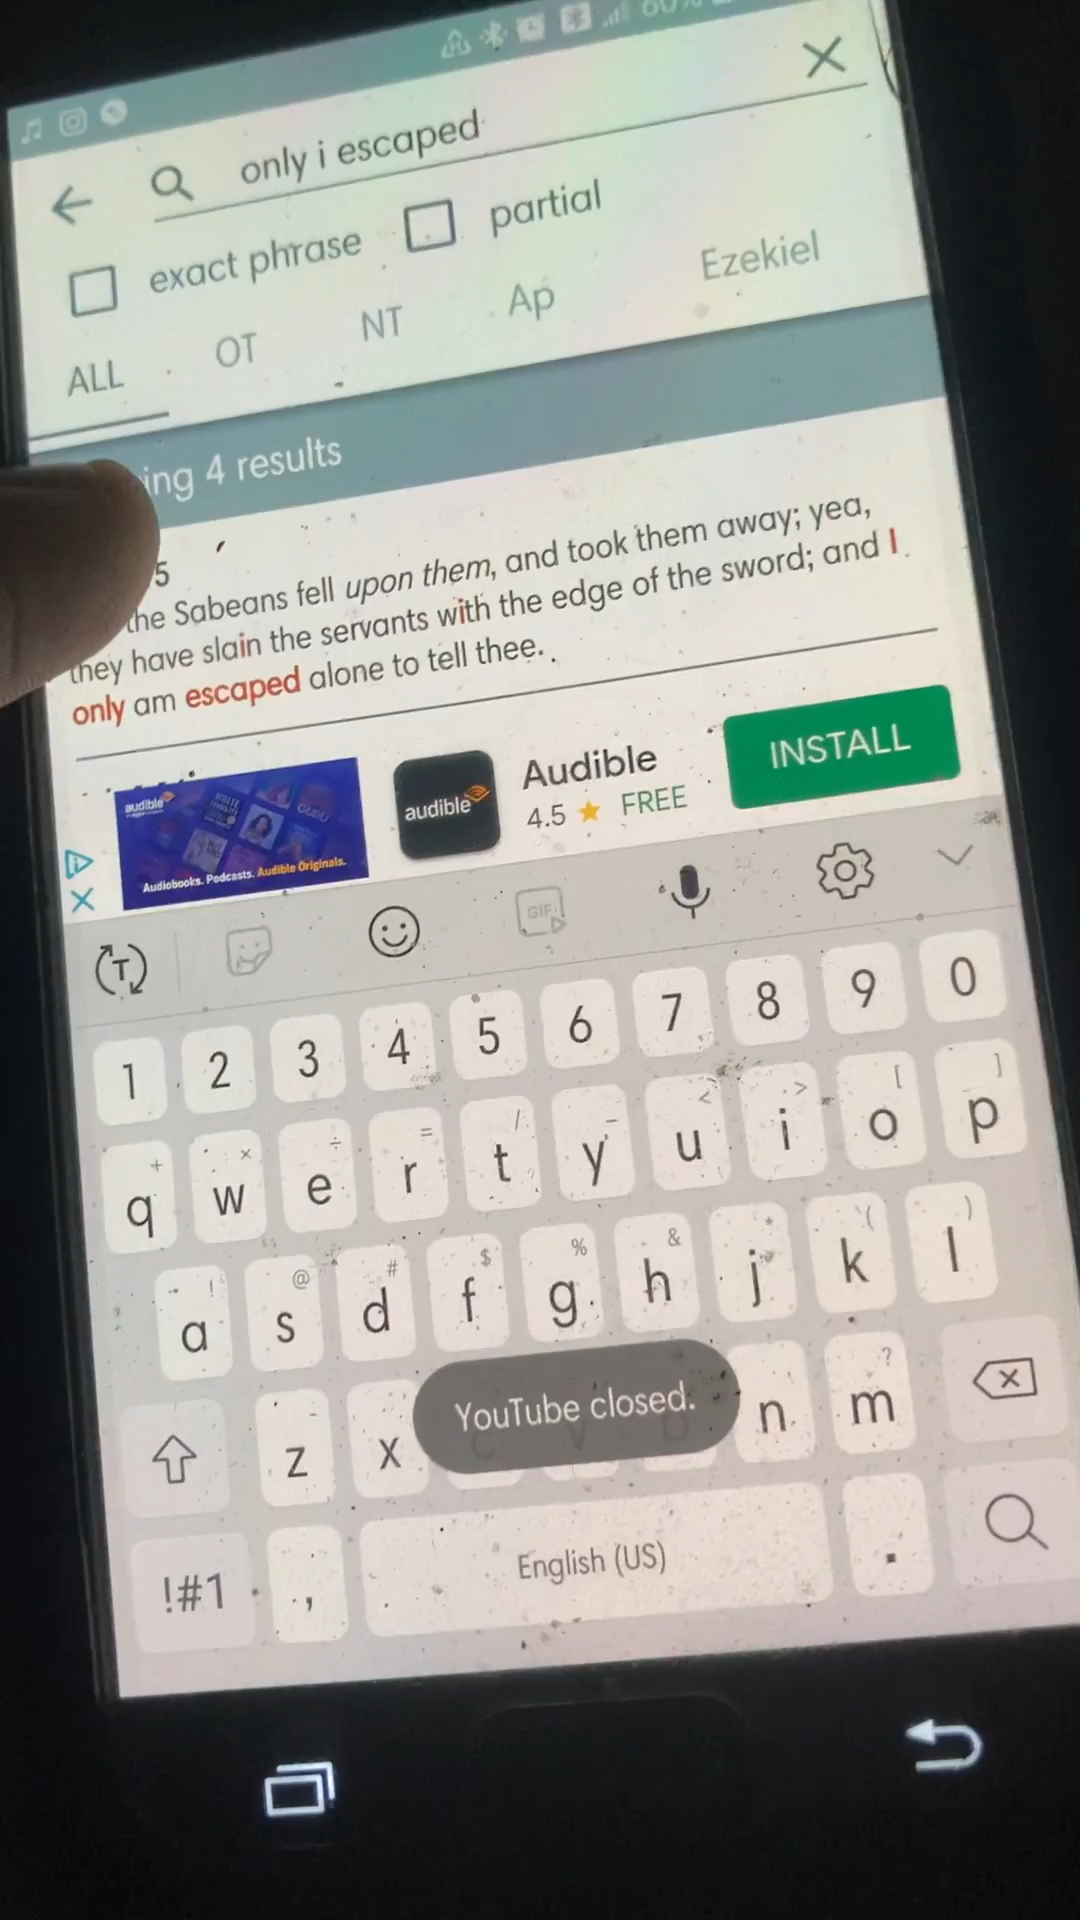 60%
only i escaped
exact phrase
partial
ALL
OT
NT
Ap
Ezekiel
ing 4 results
5
the Sabeans fell upon them, and took them away; yea,
they have slain the servants with the edge of the sword; and I
only am escaped alone to tell thee.
audible
Audiobooks. Podcasts. Audible Originals.
audible
Audible
4.5 ★ FREE
INSTALL
T
GIF
1 2 3 4 5 6 7 8 9 0
+ × ÷ = / _ < > [ ]
q w e r t y u i o p
! @ # $ % & * ( )
a s d f g h j k l
- ?
z x n m
YouTube closed.
!#1 , English (US) .